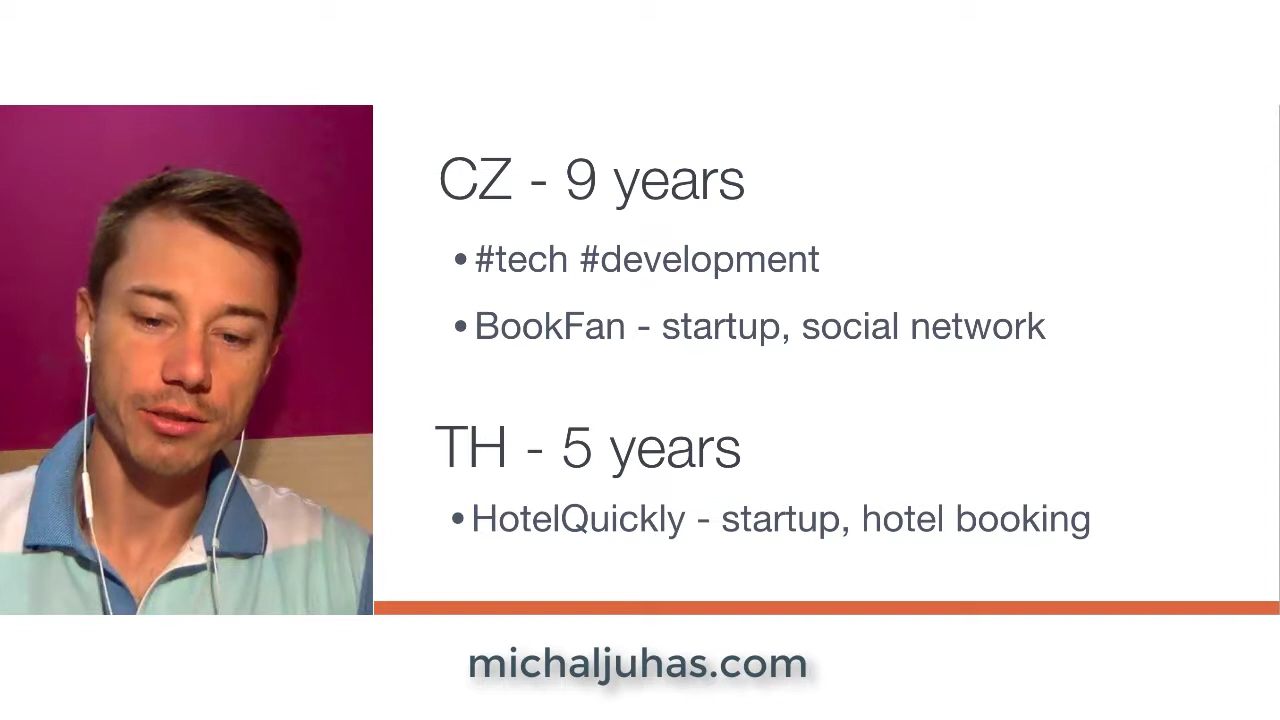 CZ - 9 years
•#tech #development
•BookFan - startup, social network
TH - 5 years
•HotelQuickly - startup, hotel booking
michaljuhas.com